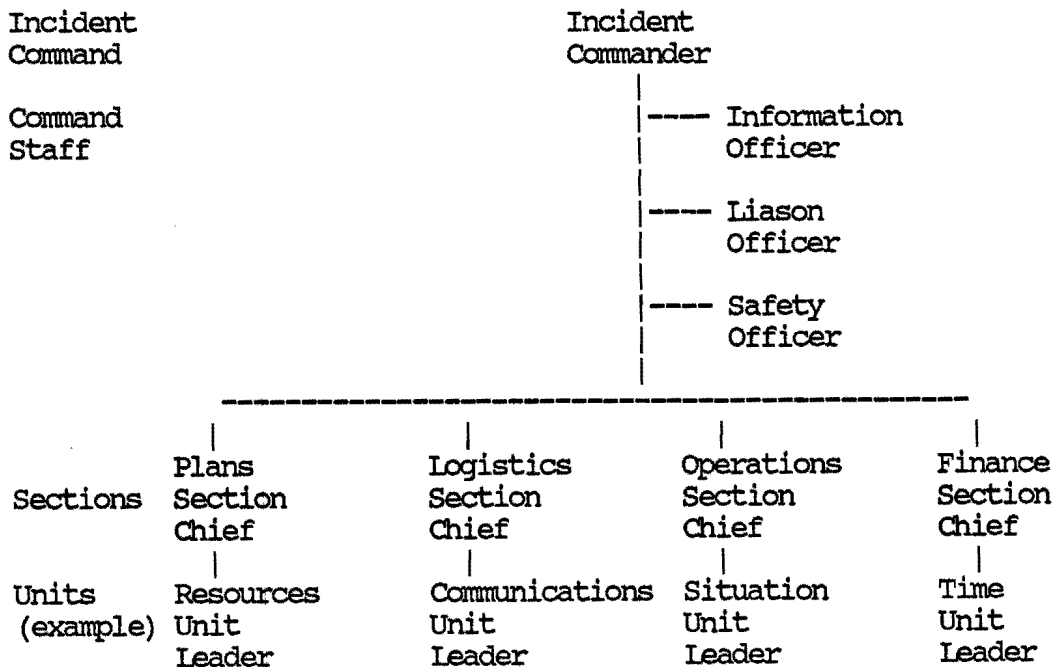 Incident Incident
Command Commander
Command ---- Information
Staff Officer
---- Liason
Officer
---- Safety
Officer
Plans Logistics Operations Finance
Sections Section Section Section Section
Chief Chief Chief Chief
Units Resources Communications Situation Time
(example) Unit Unit Unit Unit
Leader Leader Leader Leader